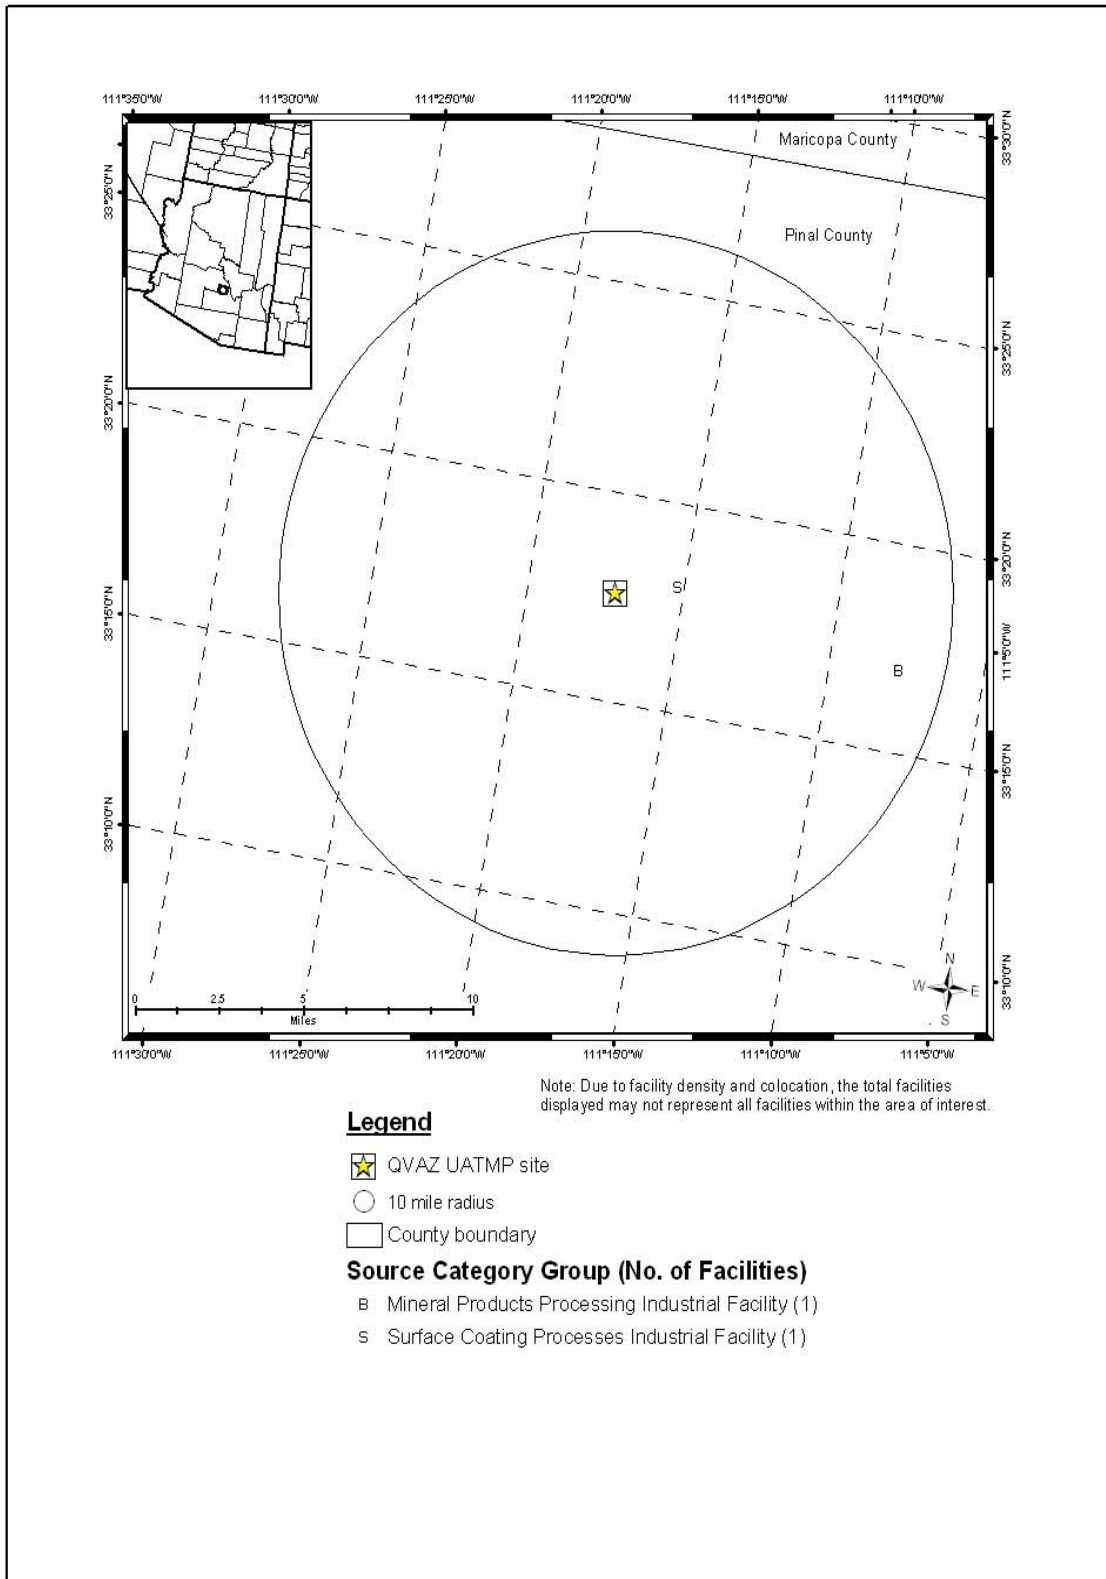 111°35'0"W 111°30'0"W 111°25'0"W 111°20'0"W 111°15'0"W 111°10'0"W
Maricopa County
33°30'0"N
33°25'0"N
Pinal County
33°25'0"N
33°20'0"N
S
33°20'0"N
33°15'0"N
111°5'0"W
B
33°15'0"N
33°10'0"N
N
W E
S
33°10'0"N
0 2.5 5 10
Miles
111°30'0"W 111°25'0"W 111°20'0"W 111°15'0"W 111°10'0"W 111°5'0"W
Note: Due to facility density and colocation, the total facilities
displayed may not represent all facilities within the area of interest.
Legend
QVAZ UATMP site
10 mile radius
County boundary
Source Category Group (No. of Facilities)
B Mineral Products Processing Industrial Facility (1)
S Surface Coating Processes Industrial Facility (1)